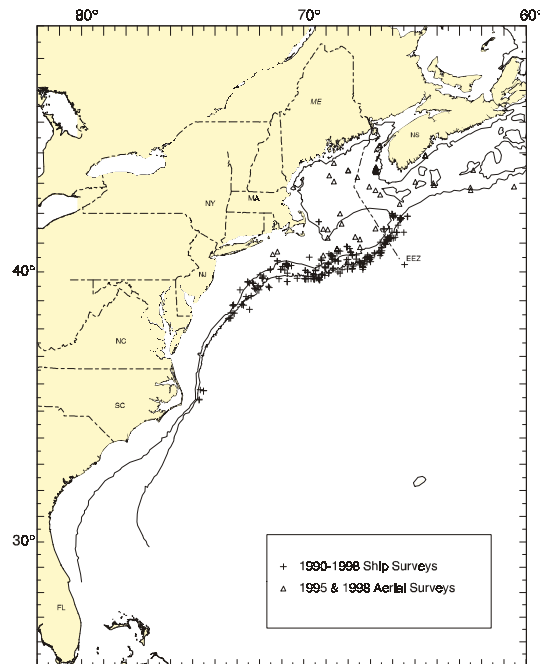 80° 70° 60°
ME
NS
NY MA
40° EEZ
NJ
NC
SC
30°
+ 1990-1998 Ship Surveys
△ 1995 & 1998 Aerial Surveys
FL